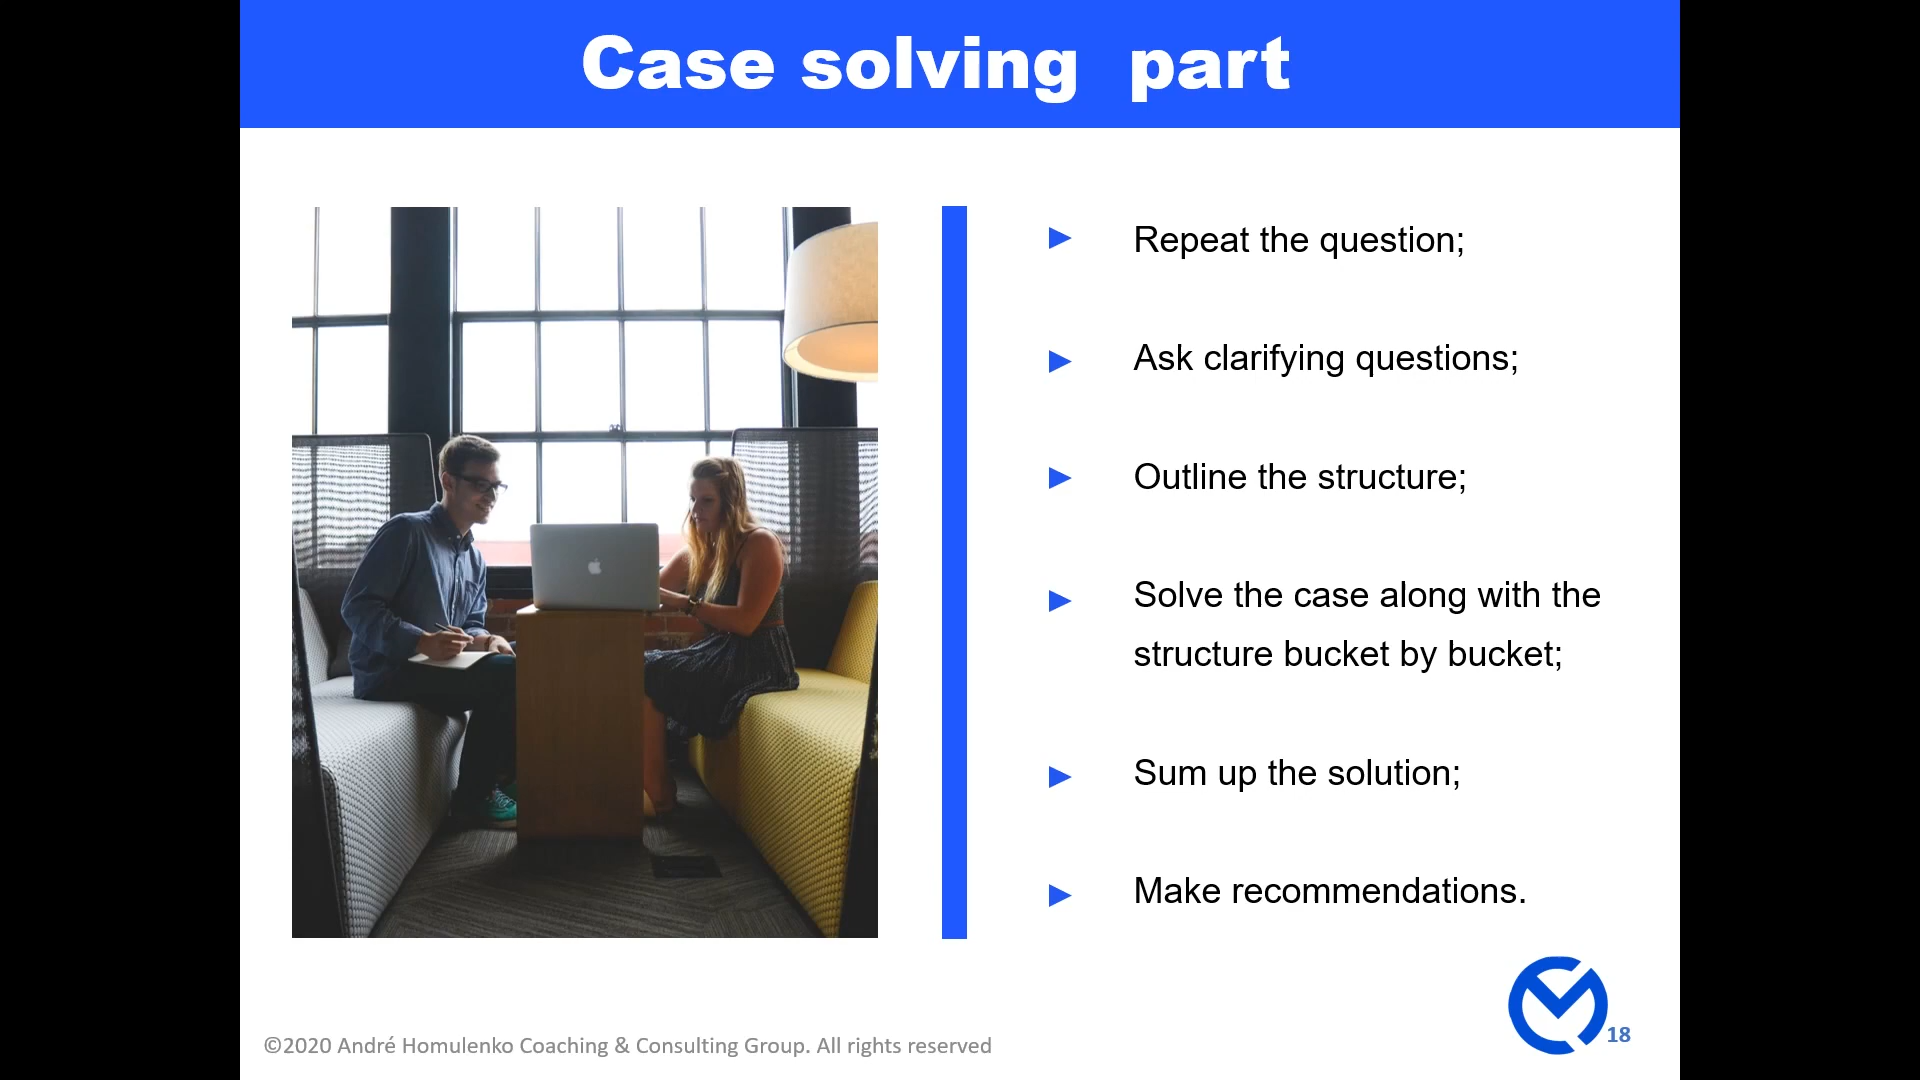 Case solving part
Repeat the question;
Ask clarifying questions;
Outline the structure;
Solve the case along with the
structure bucket by bucket;
Sum up the solution;
Make recommendations.
©2020 André Homulenko Coaching & Consulting Group. All rights reserved
18